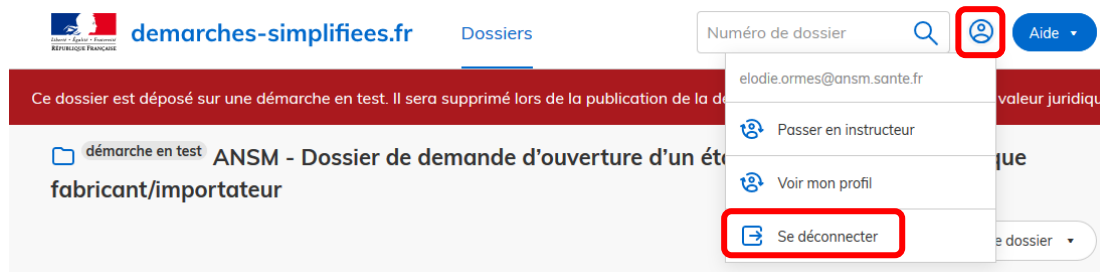 Liberté • Égalité • Fraternité
RÉPUBLIQUE FRANÇAISE
demarches-simplifiees.fr
Dossiers
Numéro de dossier
Aide
elodie.ormes@ansm.sante.fr
Ce dossier est déposé sur une démarche en test. Il sera supprimé lors de la publication de la d
valeur juridiqu
Passer en instructeur
démarche en test ANSM - Dossier de demande d’ouverture d’un ét
que
fabricant/importateur
Voir mon profil
Se déconnecter
e dossier